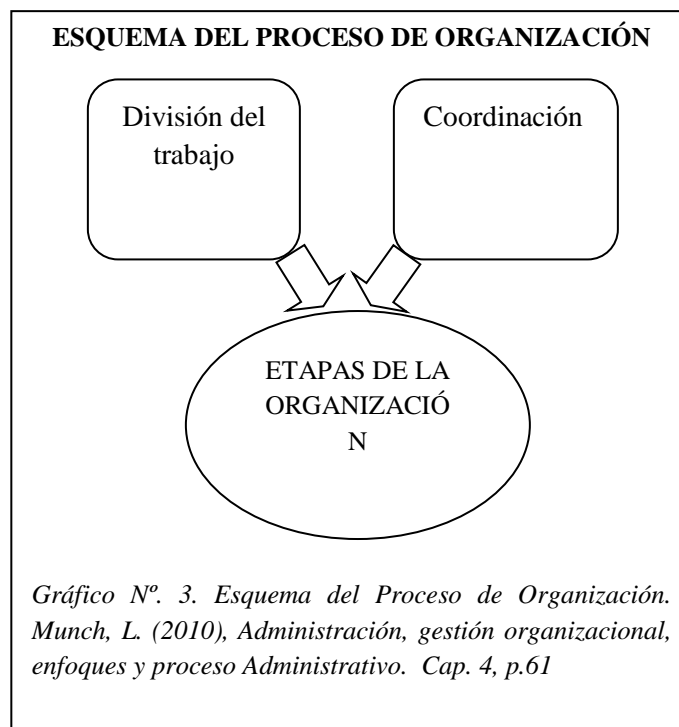 ESQUEMA DEL PROCESO DE ORGANIZACIÓN
División del
trabajo
Coordinación
ETAPAS DE LA
ORGANIZACIÓ
N
Gráfico Nº. 3. Esquema del Proceso de Organización.
Munch, L. (2010), Administración, gestión organizacional,
enfoques y proceso Administrativo. Cap. 4, p.61